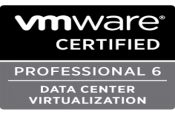 vmware®
CERTIFIED
PROFESSIONAL 6
DATA CENTER
VIRTUALIZATION